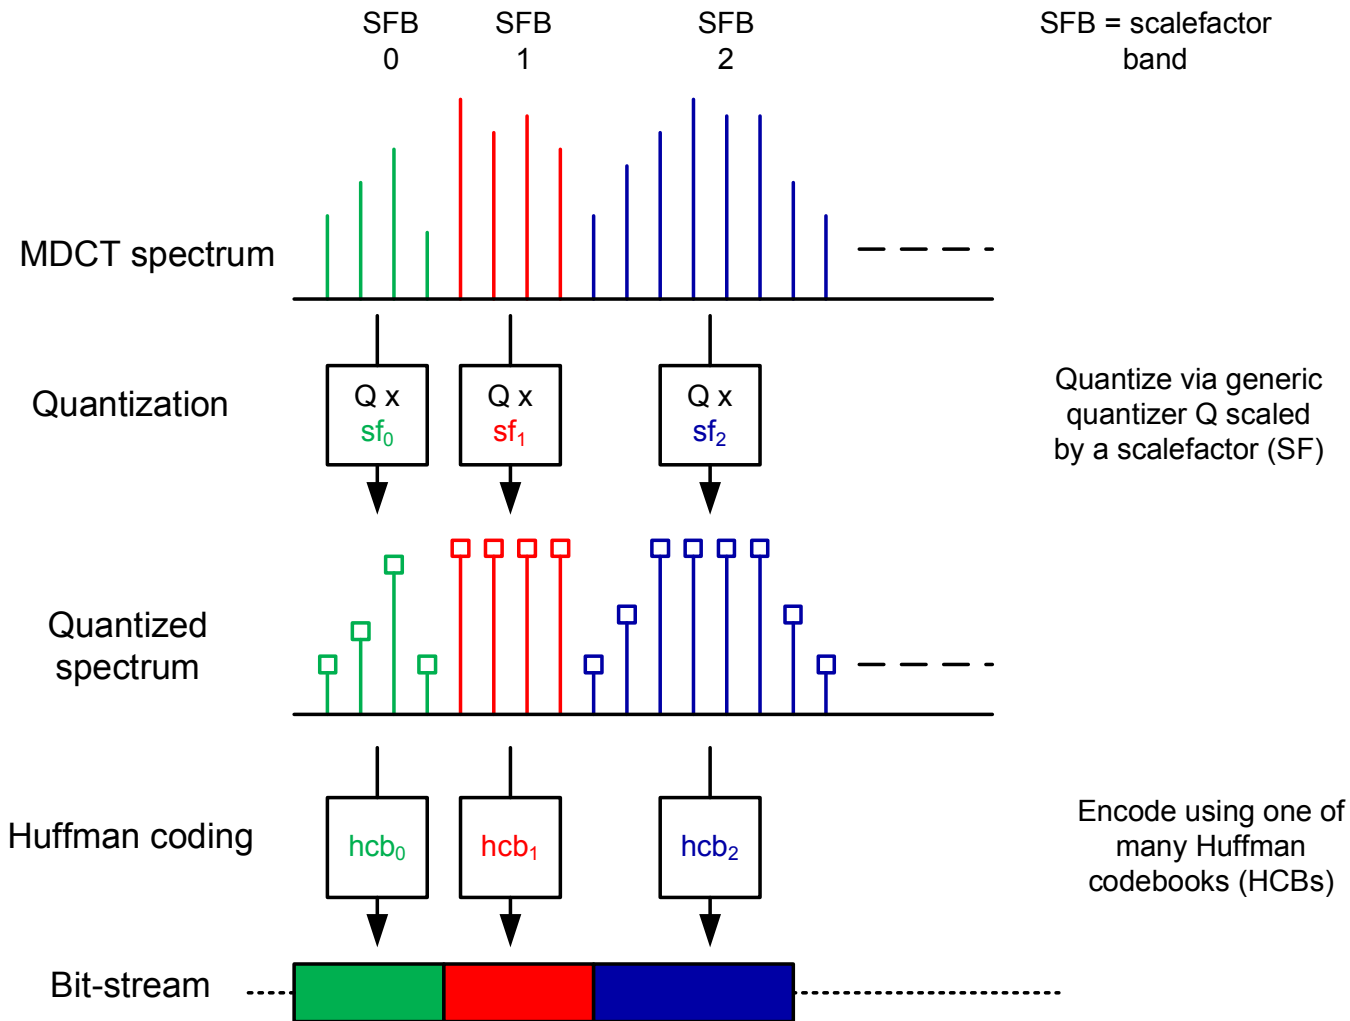 SFB
0
SFB
1
SFB
2
SFB = scalefactor
band
MDCT spectrum
Quantization
Q x
sf₀
Q x
sf₁
Q x
sf₂
Quantize via generic
quantizer Q scaled
by a scalefactor (SF)
Quantized
spectrum
Huffman coding
hcb₀
hcb₁
hcb₂
Encode using one of
many Huffman
codebooks (HCBs)
Bit-stream